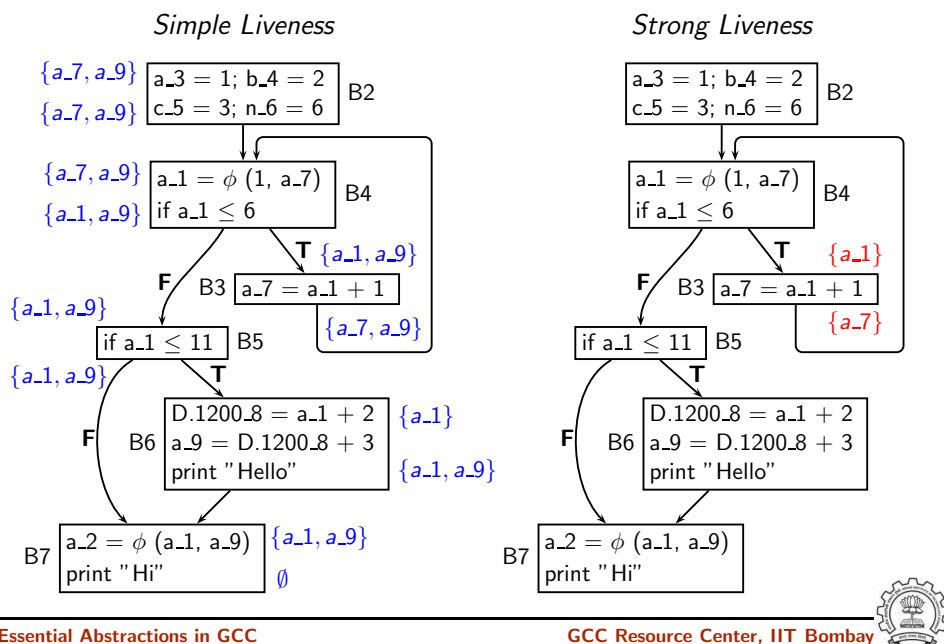 Simple Liveness
Strong Liveness
{a_7, a_9}
a_3 = 1; b_4 = 2
{a_7, a_9}
c_5 = 3; n_6 = 6
B2
{a_7, a_9}
a_1 = ϕ (1, a_7)
{a_1, a_9}
if a_1 ≤ 6
B4
T
{a_1, a_9}
F
B3
a_7 = a_1 + 1
{a_7, a_9}
{a_1, a_9}
if a_1 ≤ 11
B5
{a_1, a_9}
T
F
B6
D.1200_8 = a_1 + 2
{a_1}
a_9 = D.1200_8 + 3
print "Hello"
{a_1, a_9}
B7
a_2 = ϕ (a_1, a_9)
{a_1, a_9}
print "Hi"
∅
a_3 = 1; b_4 = 2
c_5 = 3; n_6 = 6
B2
a_1 = ϕ (1, a_7)
if a_1 ≤ 6
B4
T
{a_1}
F
B3
a_7 = a_1 + 1
{a_7}
if a_1 ≤ 11
B5
T
F
B6
D.1200_8 = a_1 + 2
a_9 = D.1200_8 + 3
print "Hello"
B7
a_2 = ϕ (a_1, a_9)
print "Hi"
Essential Abstractions in GCC
GCC Resource Center, IIT Bombay